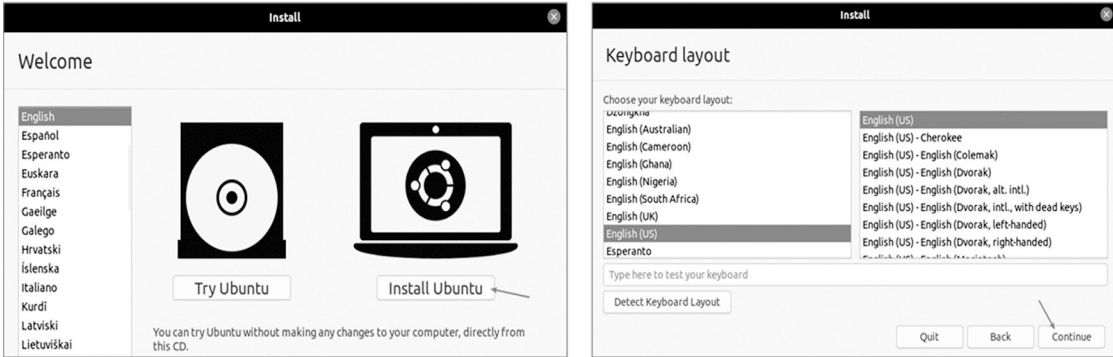 Install
Welcome
English
Español
Esperanto
Euskara
Français
Gaeilge
Galego
Hrvatski
Íslenska
Italiano
Kurdî
Latviski
Lietuviškai
Try Ubuntu
Install Ubuntu
You can try Ubuntu without making any changes to your computer, directly from
this CD.
Install
Keyboard layout
Choose your keyboard layout:
Dzongkha
English (Australian)
English (Cameroon)
English (Ghana)
English (Nigeria)
English (South Africa)
English (UK)
English (US)
Esperanto
English (US)
English (US) - Cherokee
English (US) - English (Colemak)
English (US) - English (Dvorak)
English (US) - English (Dvorak, alt. intl.)
English (US) - English (Dvorak, intl., with dead keys)
English (US) - English (Dvorak, left-handed)
English (US) - English (Dvorak, right-handed)
English (US) - English (Macintosh)
Type here to test your keyboard
Detect Keyboard Layout
Quit
Back
Continue